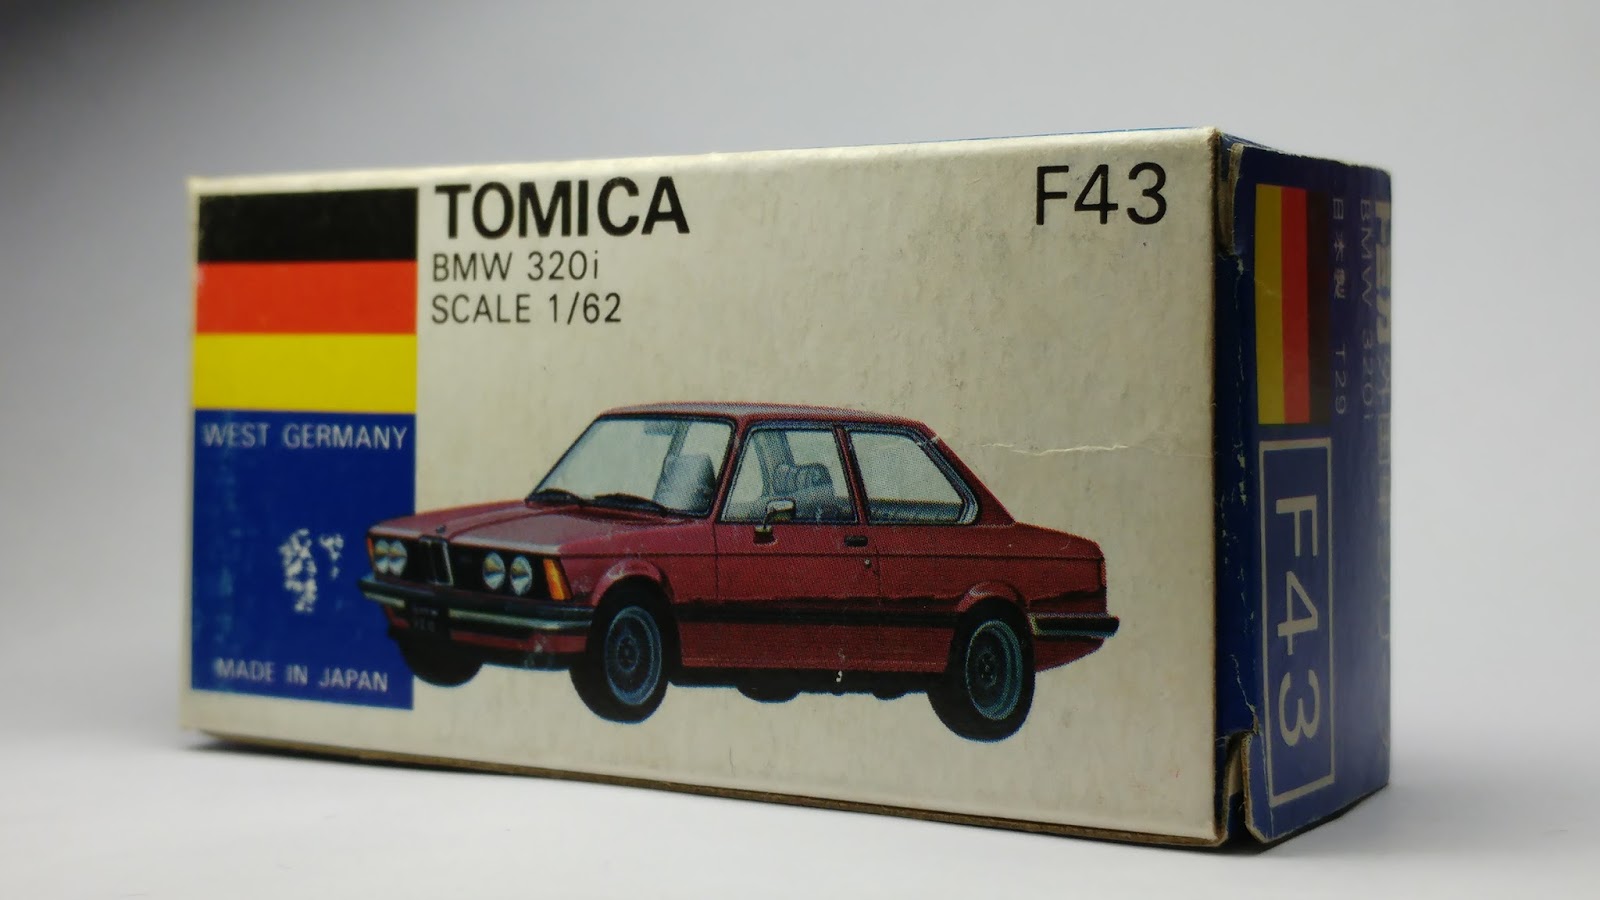 TOMICA
BMW 320i
SCALE 1/62
F43
WEST GERMANY
MADE IN JAPAN
BMW 320i
日本製 T29
F43